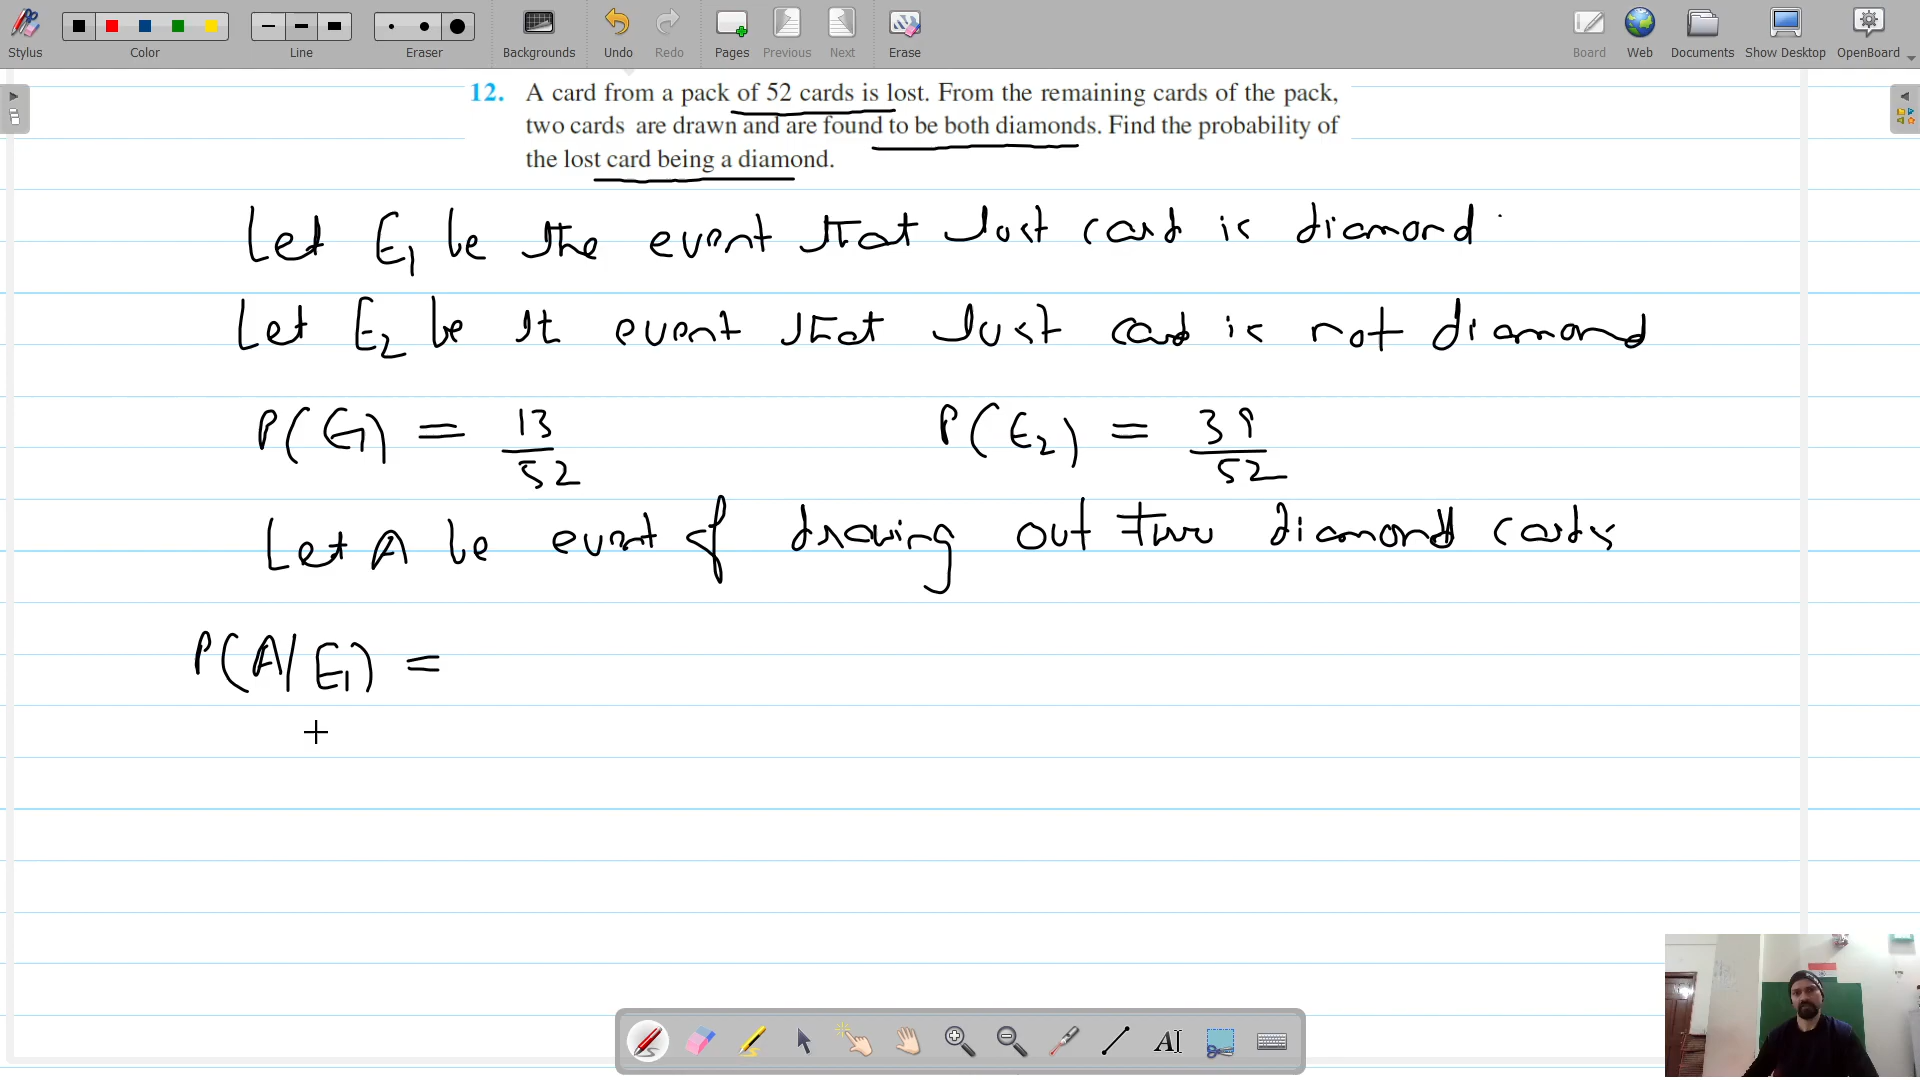 Stylus Color Line Eraser Backgrounds Undo Redo Pages Previous Next Erase Board Web Documents Show Desktop OpenBoard
12. A card from a pack of 52 cards is lost. From the remaining cards of the pack,
two cards are drawn and are found to be both diamonds. Find the probability of
the lost card being a diamond.
Let E1 be the event that lost card is diamond.
Let E2 be the event that lost card is not diamond
P(E1) = 13/52 P(E2) = 39/52
Let A be event of drawing out two diamond cards
P(A/E1) =